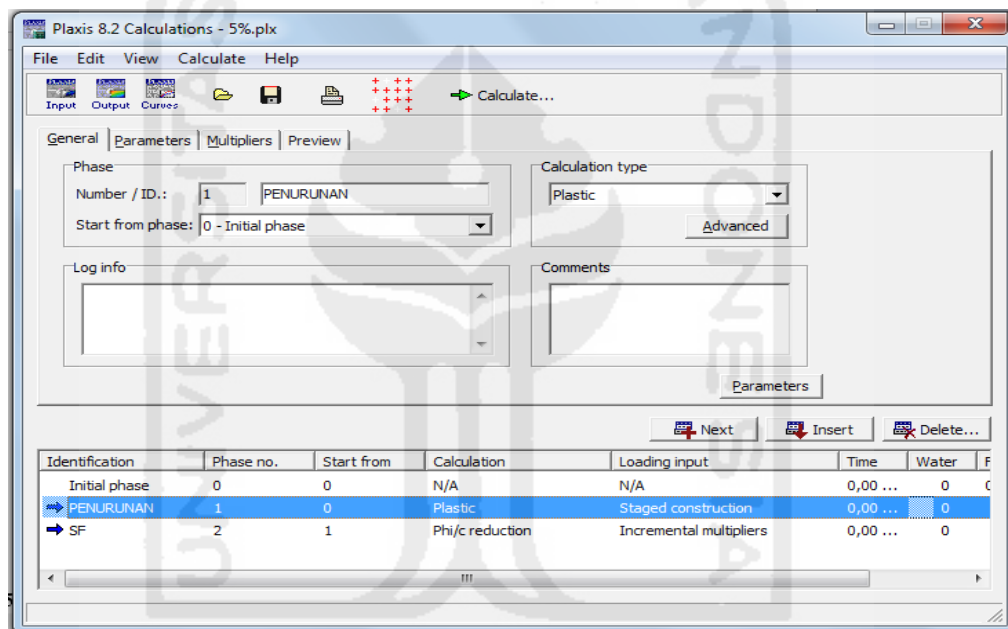 Plaxis 8.2 Calculations - 5%.plx
File Edit View Calculate Help
Input Output Curves Calculate...
General Parameters Multipliers Preview
Phase
Number / ID.: 1 PENURUNAN
Start from phase: 0 - Initial phase
Calculation type
Plastic
Advanced
Log info
Comments
Parameters
Next Insert Delete...
Identification Phase no. Start from Calculation Loading input Time Water F
Initial phase 0 0 N/A N/A 0,00 ... 0
PENURUNAN 1 0 Plastic Staged construction 0,00 ... 0
SF 2 1 Phi/c reduction Incremental multipliers 0,00 ... 0
UNIVERSITAS
INDONESIA